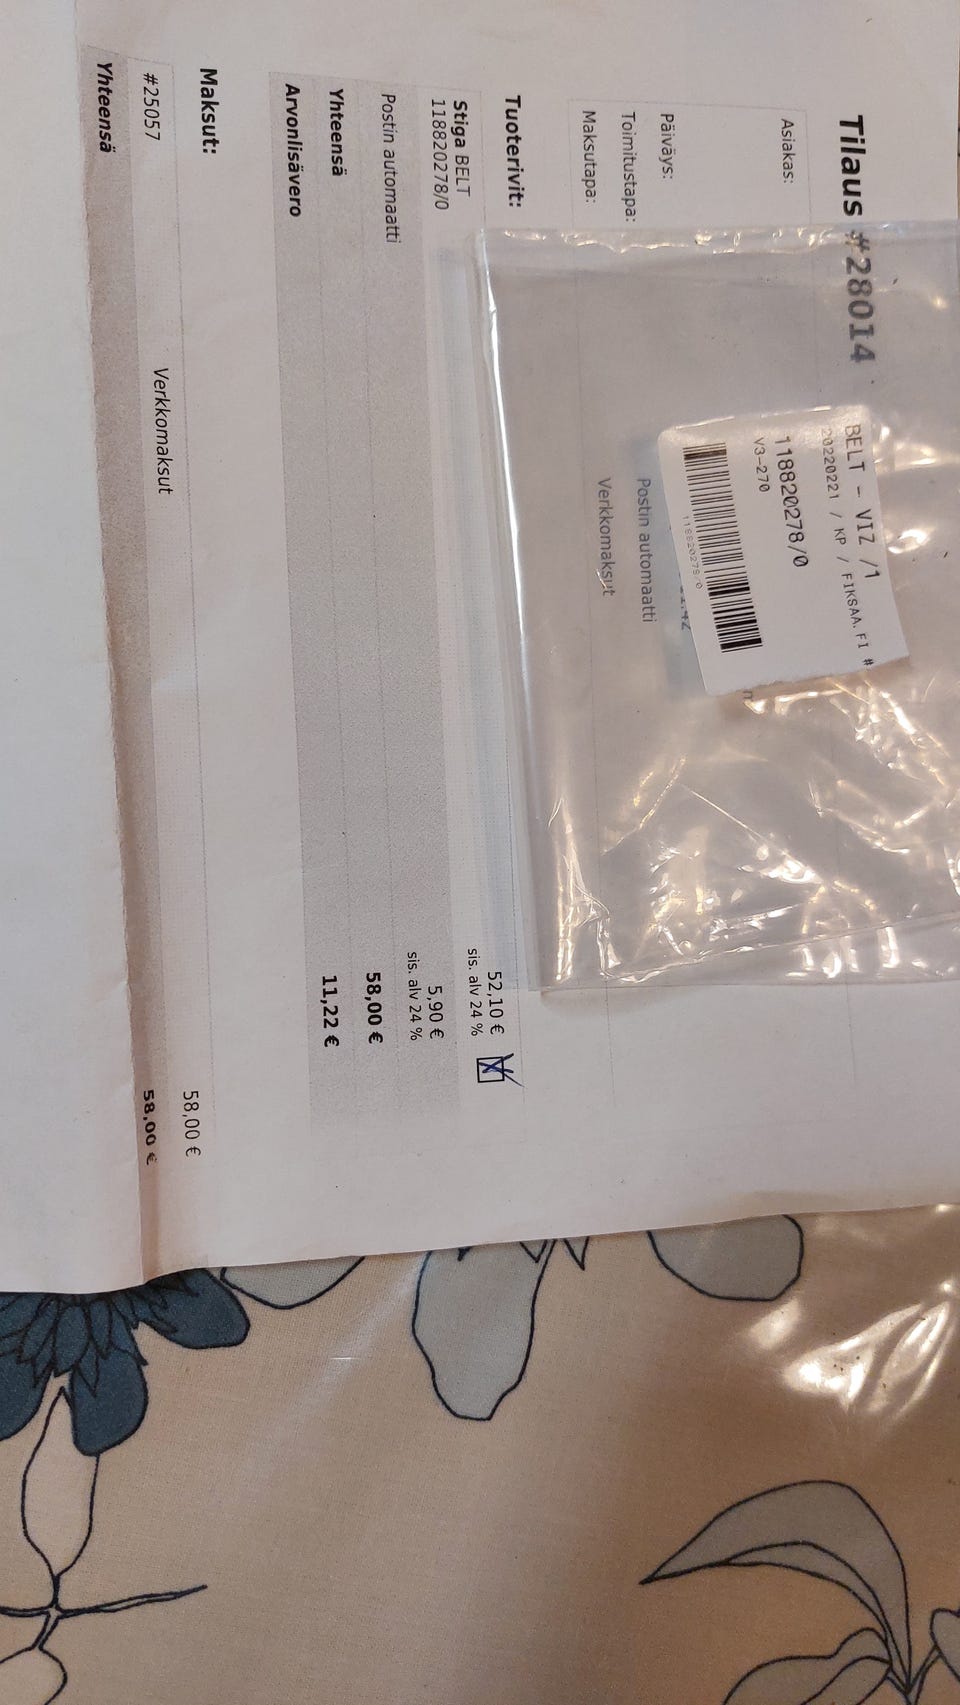 Tilaus #28014
Asiakas:
Päiväys:
Toimitustapa: Postin automaatti
Maksutapa: Verkkomaksut
BELT - VIZ /1
20220221 / KP / FIKSAA.FI #
118820278/0
V3-270
118820278/0
Tuoterivit:
Stiga BELT 52,10 €
118820278/0 sis. alv 24 %
Postin automaatti 5,90 €
sis. alv 24 %
Yhteensä 58,00 €
Arvonlisävero 11,22 €
Maksut:
#25057 Verkkomaksut 58,00 €
Yhteensä 58,00 €